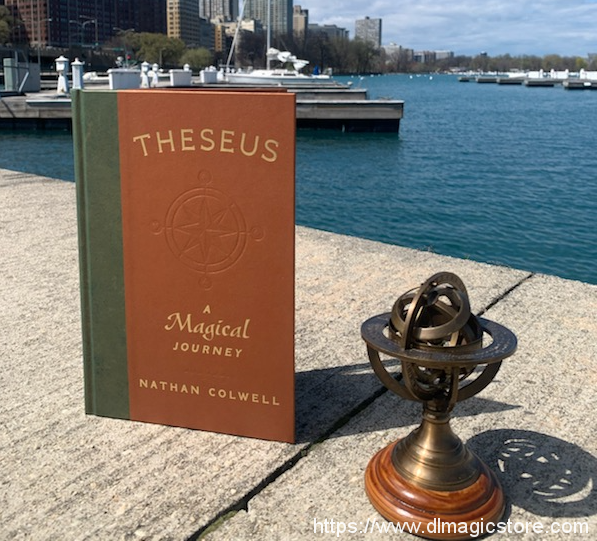 THESEUS
A
Magical
JOURNEY
NATHAN COLWELL
https://www.dlmagicstore.com